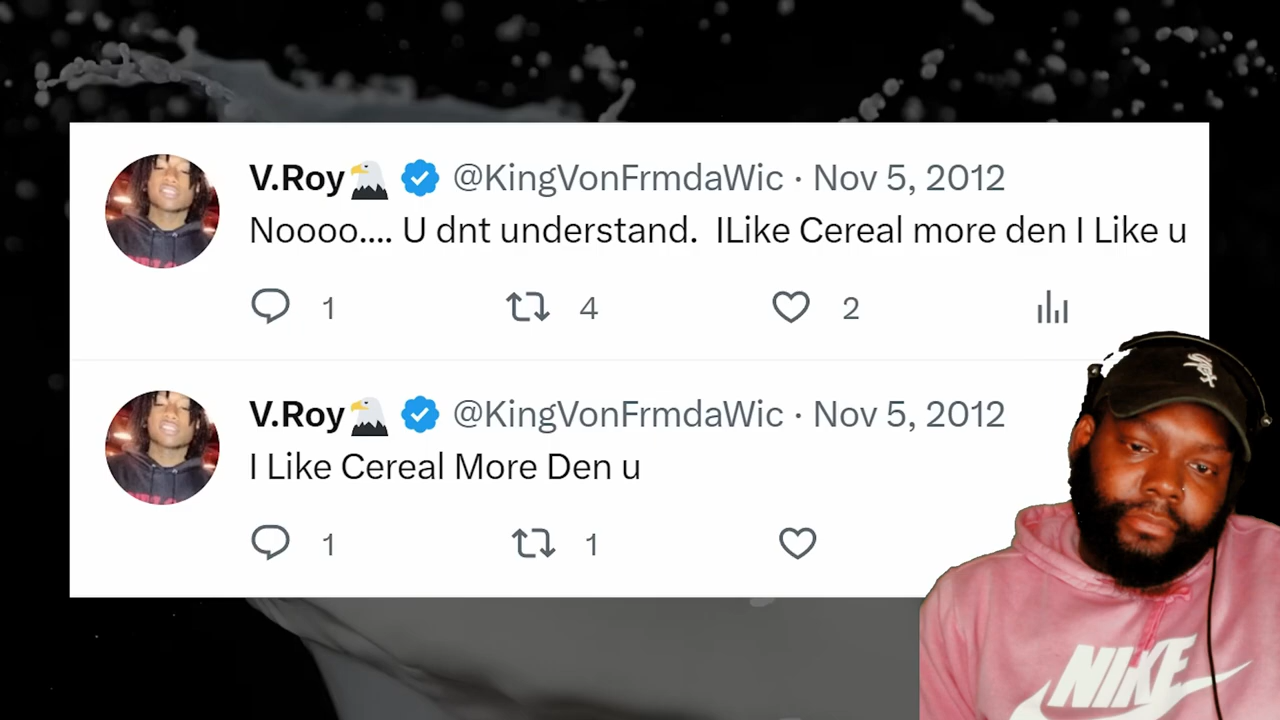 V.Roy🦅 @KingVonFrmdaWic · Nov 5, 2012
Noooo.... U dnt understand.  ILike Cereal more den I Like u
1 4 2
V.Roy🦅 @KingVonFrmdaWic · Nov 5, 2012
I Like Cereal More Den u
1 1
Sox
NIKE